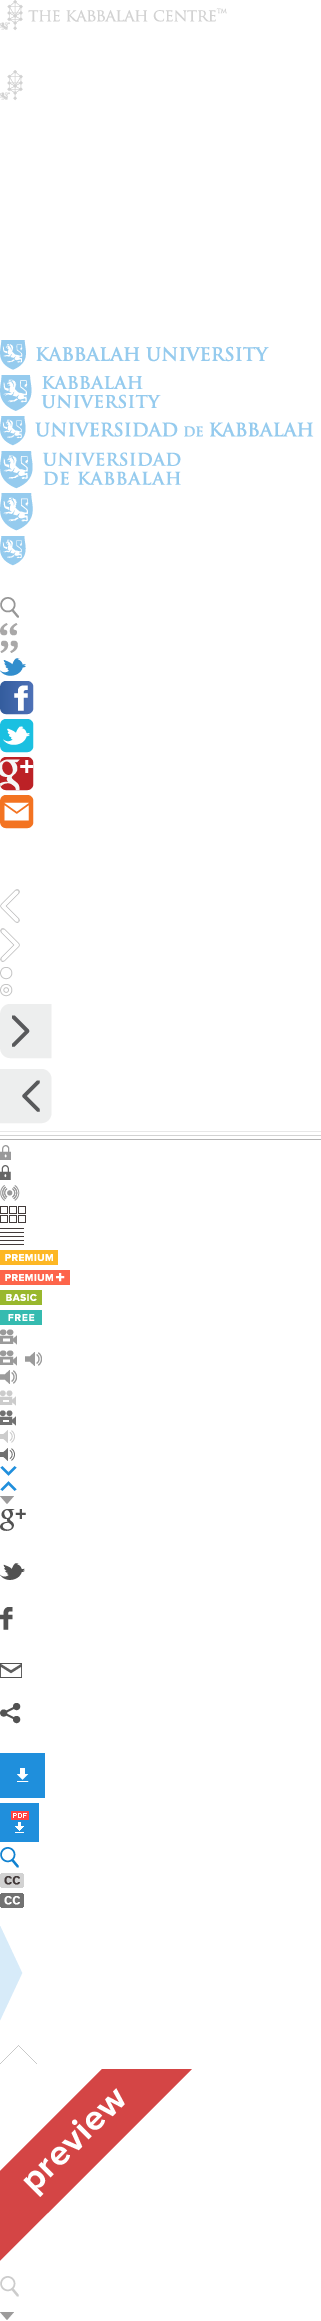 THE KABBALAH CENTRE™
KABBALAH UNIVERSITY
KABBALAH
UNIVERSITY
UNIVERSIDAD DE KABBALAH
UNIVERSIDAD
DE KABBALAH
“
”
f
g+
PREMIUM
PREMIUM+
BASIC
FREE
g+
f
PDF
CC
CC
preview